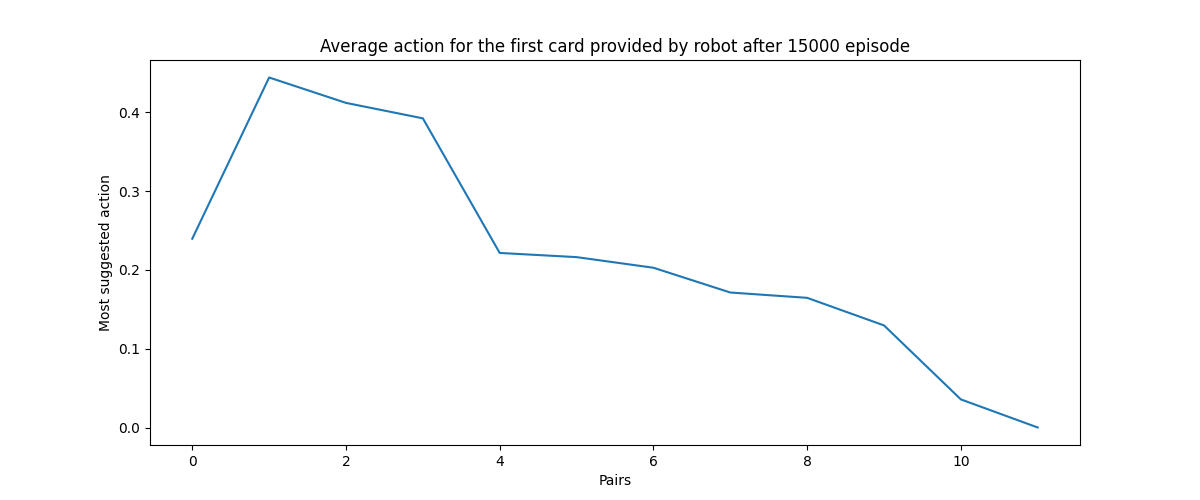 Average action for the first card provided by robot after 15000 episode
Most suggested action
0.4
0.3
0.2
0.1
0.0
0 2 4 6 8 10
Pairs